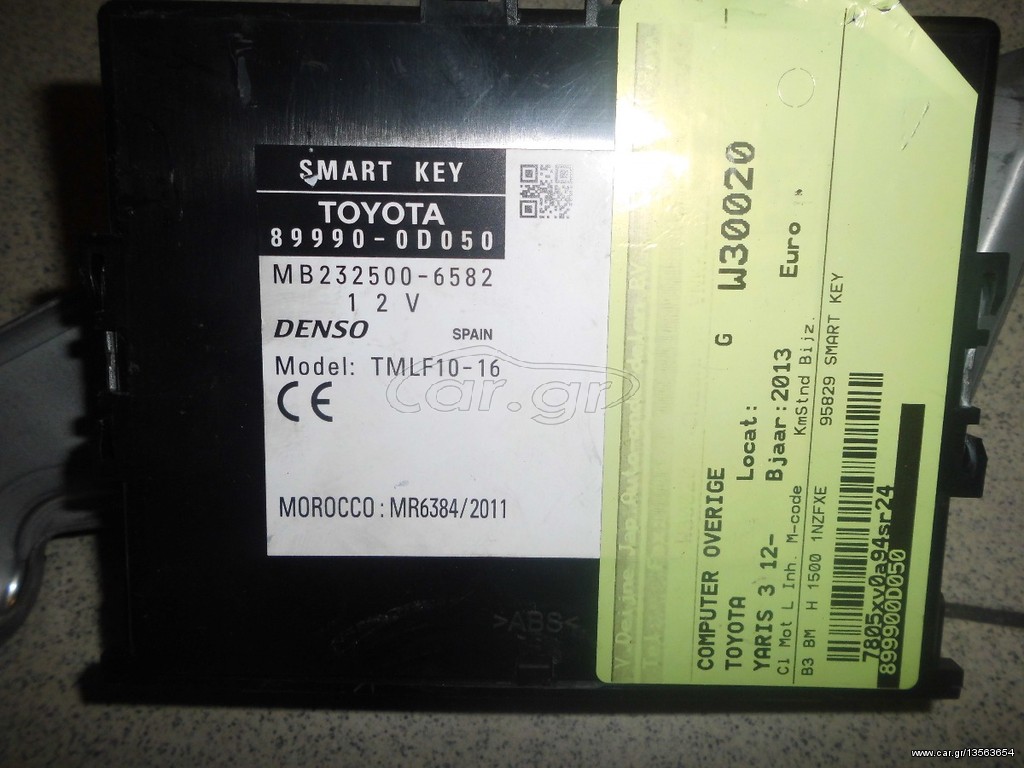 SMART KEY
TOYOTA
89990-0D050
MB232500-6582
12V
DENSO SPAIN
Model: TMLF10-16
CE
MOROCCO: MR6384/2011
>ABS<
car.gr
COMPUTER OVERIGE G W30020
TOYOTA Locat:
YARIS 3 12- Bjaar:2013 Euro
Cl Mot L Inh. M-code KmStnd Bijz.
B3 BM H 1500 1NZFXE 95829 SMART KEY
7805xv0a94sr24
899900D050
www.car.gr/13563654